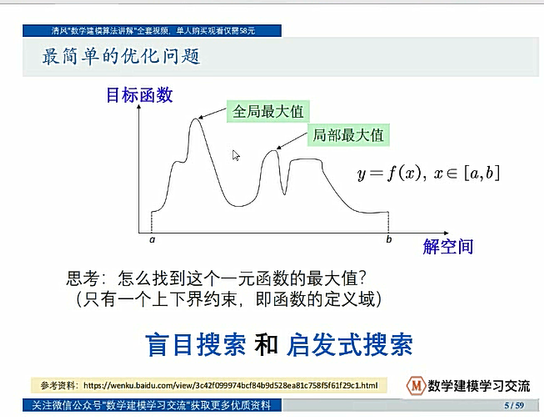 清风“数学建模算法讲解”全套视频，单人购买观看仅需58元
最简单的优化问题
目标函数
全局最大值
局部最大值
y=f(x), x∈[a,b]
a
b
解空间
思考：怎么找到这个一元函数的最大值？
（只有一个上下界约束，即函数的定义域）
盲目搜索 和 启发式搜索
参考资料：https://wenku.baidu.com/view/3c42f099974bcf84b9d528ea81c758f5f61f29c1.html
数学建模学习交流
关注微信公众号“数学建模学习交流”获取更多优质资料
5 / 59